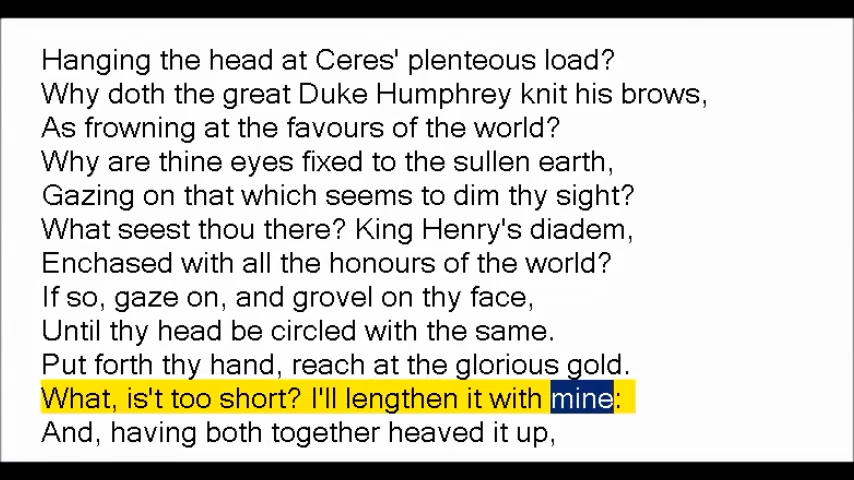 Hanging the head at Ceres' plenteous load?
Why doth the great Duke Humphrey knit his brows,
As frowning at the favours of the world?
Why are thine eyes fixed to the sullen earth,
Gazing on that which seems to dim thy sight?
What seest thou there? King Henry's diadem,
Enchased with all the honours of the world?
If so, gaze on, and grovel on thy face,
Until thy head be circled with the same.
Put forth thy hand, reach at the glorious gold.
What, is't too short? I'll lengthen it with mine:
And, having both together heaved it up,